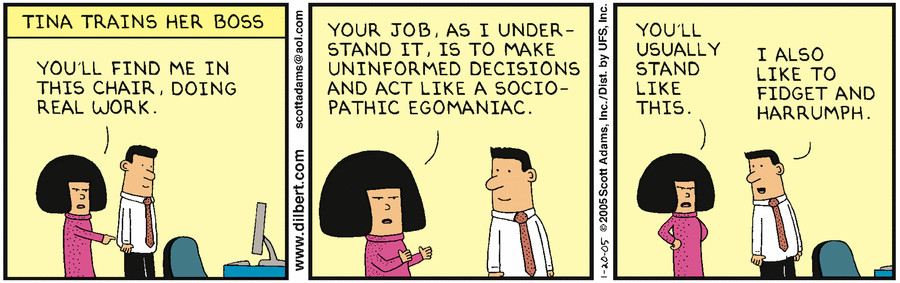 TINA TRAINS HER BOSS
YOU'LL FIND ME IN
THIS CHAIR, DOING
REAL WORK.
www.dilbert.com scottadams@aol.com
YOUR JOB, AS I UNDER-
STAND IT, IS TO MAKE
UNINFORMED DECISIONS
AND ACT LIKE A SOCIO-
PATHIC EGOMANIAC.
1-20-05 ©2005 Scott Adams, Inc./Dist. by UFS, Inc.
YOU'LL
USUALLY
STAND
LIKE
THIS.
I ALSO
LIKE TO
FIDGET AND
HARRUMPH.